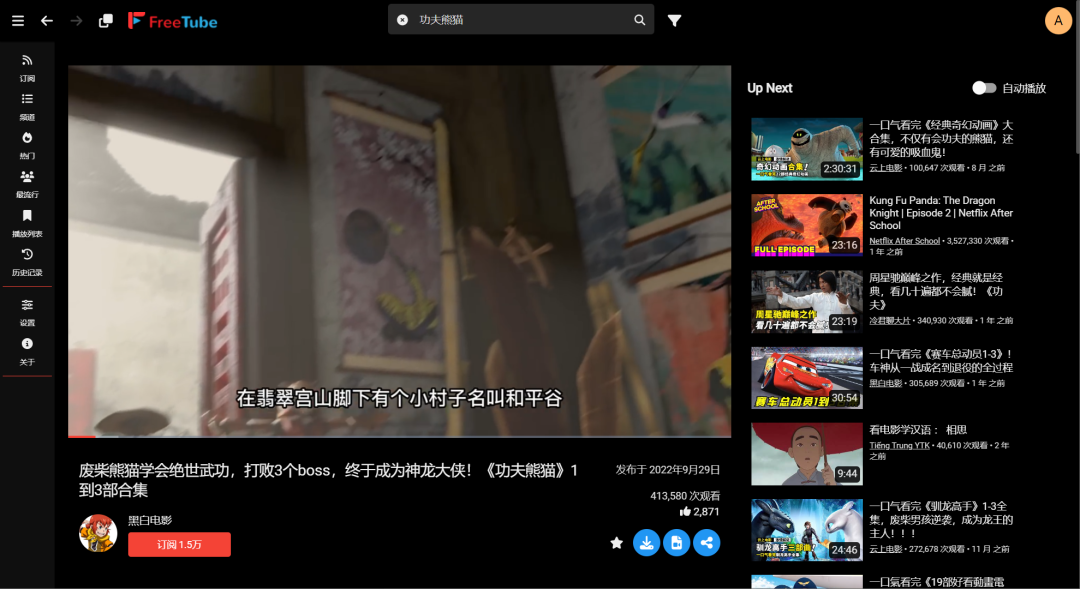 FreeTube
功夫熊猫
A
订阅
频道
热门
最流行
播放列表
历史记录
设置
关于
在翡翠宫山脚下有个小村子名叫和平谷
废柴熊猫学会绝世武功，打败3个boss，终于成为神龙大侠！《功夫熊猫》1
到3部合集
发布于 2022年9月29日
413,580 次观看
2,871
黑白电影
订阅 1.5万
Up Next
自动播放
奇幻动画合集!
2:30:31
一口气看完《经典奇幻动画》大
合集，不仅有会功夫的熊猫，还
有可爱的吸血鬼！
云上电影 • 100,647 次观看 • 8 月 之前
AFTER
SCHOOL
FULL EPISODE
23:16
Kung Fu Panda: The Dragon
Knight | Episode 2 | Netflix After
School
Netflix After School • 3,527,330 次观看 •
1 年 之前
周星驰巅峰之作
看几十遍都不会腻!
23:19
周星驰巅峰之作，经典就是经
典，看几十遍都不会腻！《功
夫》
冷君聊大片 • 340,930 次观看 • 1 年 之前
赛车总动员1到
30:54
一口气看完《赛车总动员1-3》！
车神从一战成名到退役的全过程
黑白电影 • 305,689 次观看 • 1 年 之前
9:44
看电影学汉语 ： 相思
Tiếng Trung YTK • 40,610 次观看 • 2 年
之前
驯龙高手三部曲!
24:46
一口气看完《驯龙高手》1-3全
集，废柴男孩逆袭，成为龙王的
主人！！！
云上电影 • 272,678 次观看 • 11 月 之前
一口氣看完《19部好看動畫電